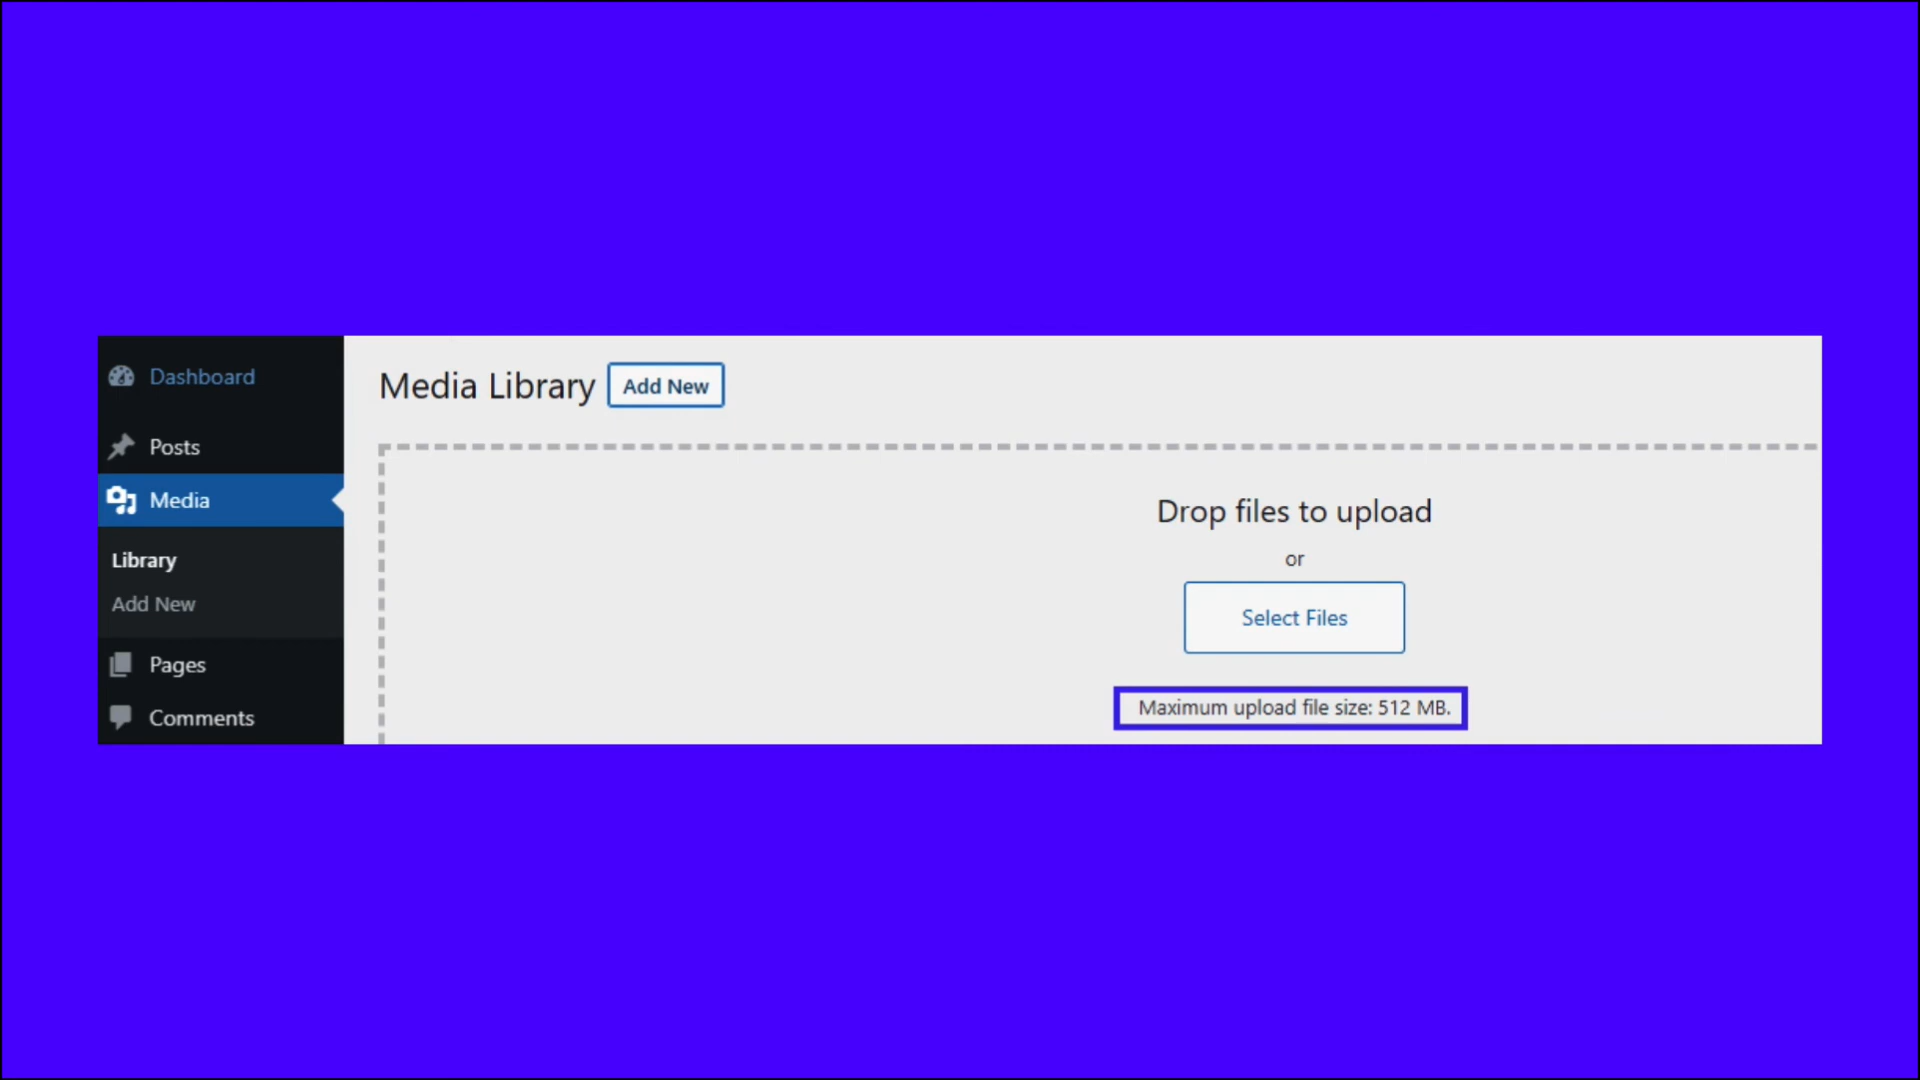 Dashboard
Posts
Media
Library
Add New
Pages
Comments
Media Library
Add New
Drop files to upload
or
Select Files
Maximum upload file size: 512 MB.